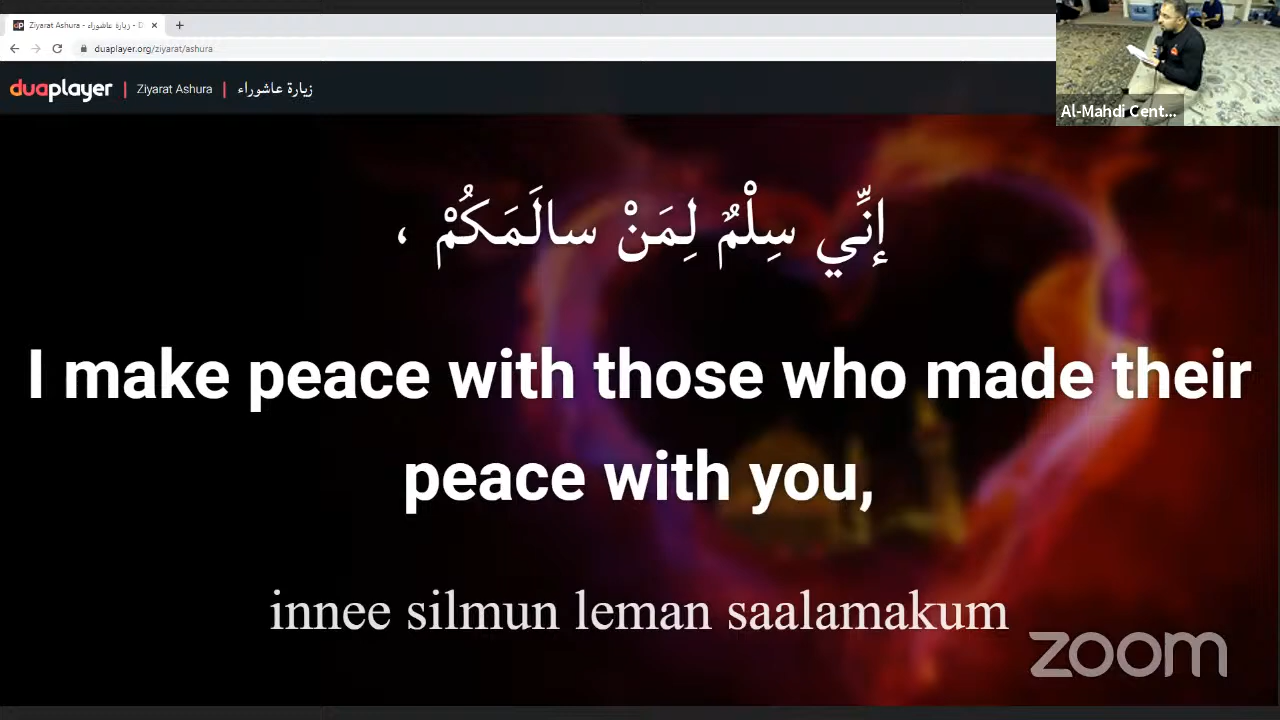 Ziyarat Ashura - زيارة عاشوراء - D
duaplayer.org/ziyarat/ashura
duaplayer | Ziyarat Ashura | زيارة عاشوراء
Al-Mahdi Cent...
إنِّي سِلْمٌ لِمَنْ سالَمَكُمْ ،
I make peace with those who made their
peace with you,
innee silmun leman saalamakum
zoom